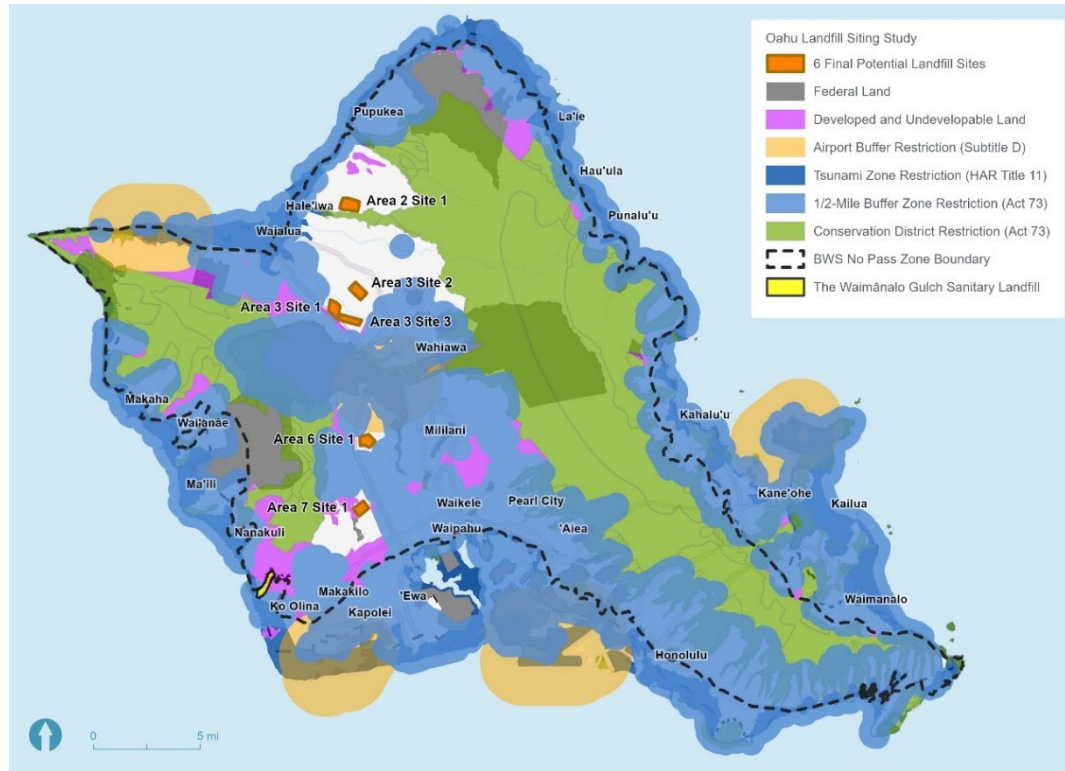 Oahu Landfill Siting Study
6 Final Potential Landfill Sites
Federal Land
Developed and Undevelopable Land
Airport Buffer Restriction (Subtitle D)
Tsunami Zone Restriction (HAR Title 11)
1/2-Mile Buffer Zone Restriction (Act 73)
Conservation District Restriction (Act 73)
BWS No Pass Zone Boundary
The Waimānalo Gulch Sanitary Landfill
Pupukea
La'ie
Hau'ula
Area 2 Site 1
Hale'iwa
Punalu'u
Waialua
Area 3 Site 2
Area 3 Site 1
Area 3 Site 3
Wahiawa
Makaha
Wai'anae
Kahalu'u
Mililani
Area 6 Site 1
Ma'ili
Kane'ohe
Kailua
Waikele
Pearl City
Area 7 Site 1
Waipahu
'Aiea
Nanakuli
Makakilo
'Ewa
Waimanalo
Ko Olina
Kapolei
Honolulu
0 5 mi